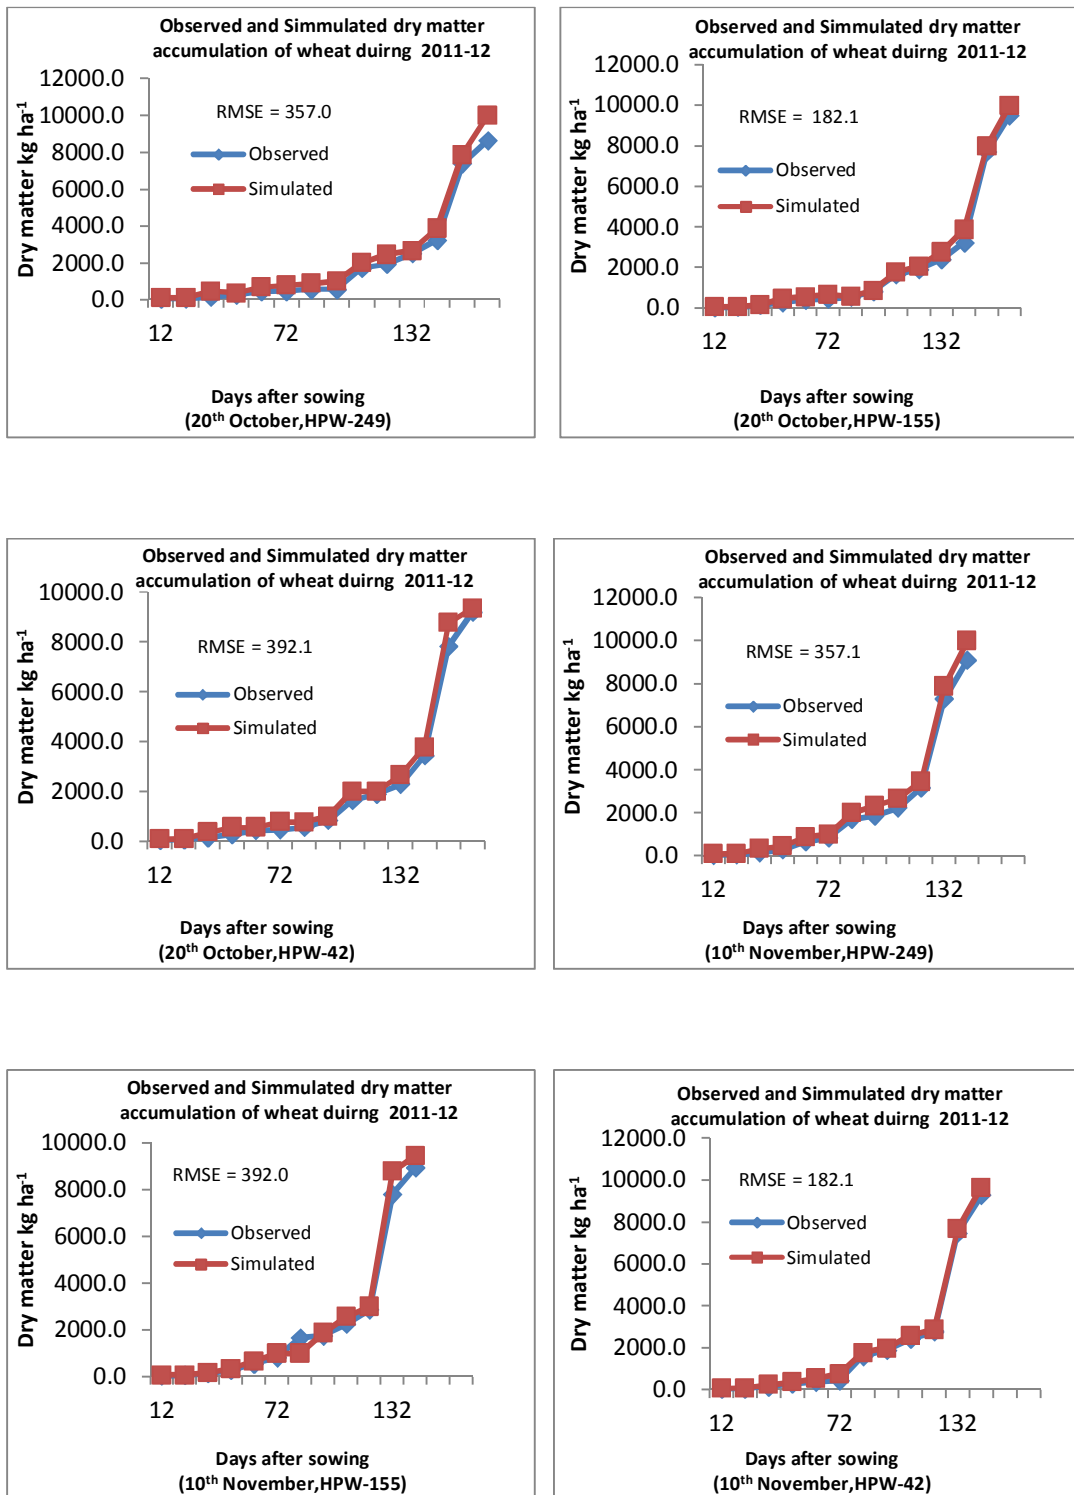 Observed and Simmulated dry matter
accumulation of wheat duirng 2011-12
Dry matter kg ha⁻¹
12000.0
10000.0
8000.0
6000.0
4000.0
2000.0
0.0
RMSE = 357.0
Observed
Simulated
12 72 132
Days after sowing
(20th October,HPW-249)
Observed and Simmulated dry matter
accumulation of wheat duirng 2011-12
Dry matter kg ha⁻¹
12000.0
10000.0
8000.0
6000.0
4000.0
2000.0
0.0
RMSE = 182.1
Observed
Simulated
12 72 132
Days after sowing
(20th October,HPW-155)
Observed and Simmulated dry matter
accumulation of wheat duirng 2011-12
Dry matter kg ha⁻¹
10000.0
8000.0
6000.0
4000.0
2000.0
0.0
RMSE = 392.1
Observed
Simulated
12 72 132
Days after sowing
(20th October,HPW-42)
Observed and Simmulated dry matter
accumulation of wheat duirng 2011-12
Dry matter kg ha⁻¹
12000.0
10000.0
8000.0
6000.0
4000.0
2000.0
0.0
RMSE = 357.1
Observed
Simulated
12 72 132
Days after sowing
(10th November,HPW-249)
Observed and Simmulated dry matter
accumulation of wheat duirng 2011-12
Dry matter kg ha⁻¹
10000.0
8000.0
6000.0
4000.0
2000.0
0.0
RMSE = 392.0
Observed
Simulated
12 72 132
Days after sowing
(10th November,HPW-155)
Observed and Simmulated dry matter
accumulation of wheat duirng 2011-12
Dry matter kg ha⁻¹
12000.0
10000.0
8000.0
6000.0
4000.0
2000.0
0.0
RMSE = 182.1
Observed
Simulated
12 72 132
Days after sowing
(10th November,HPW-42)